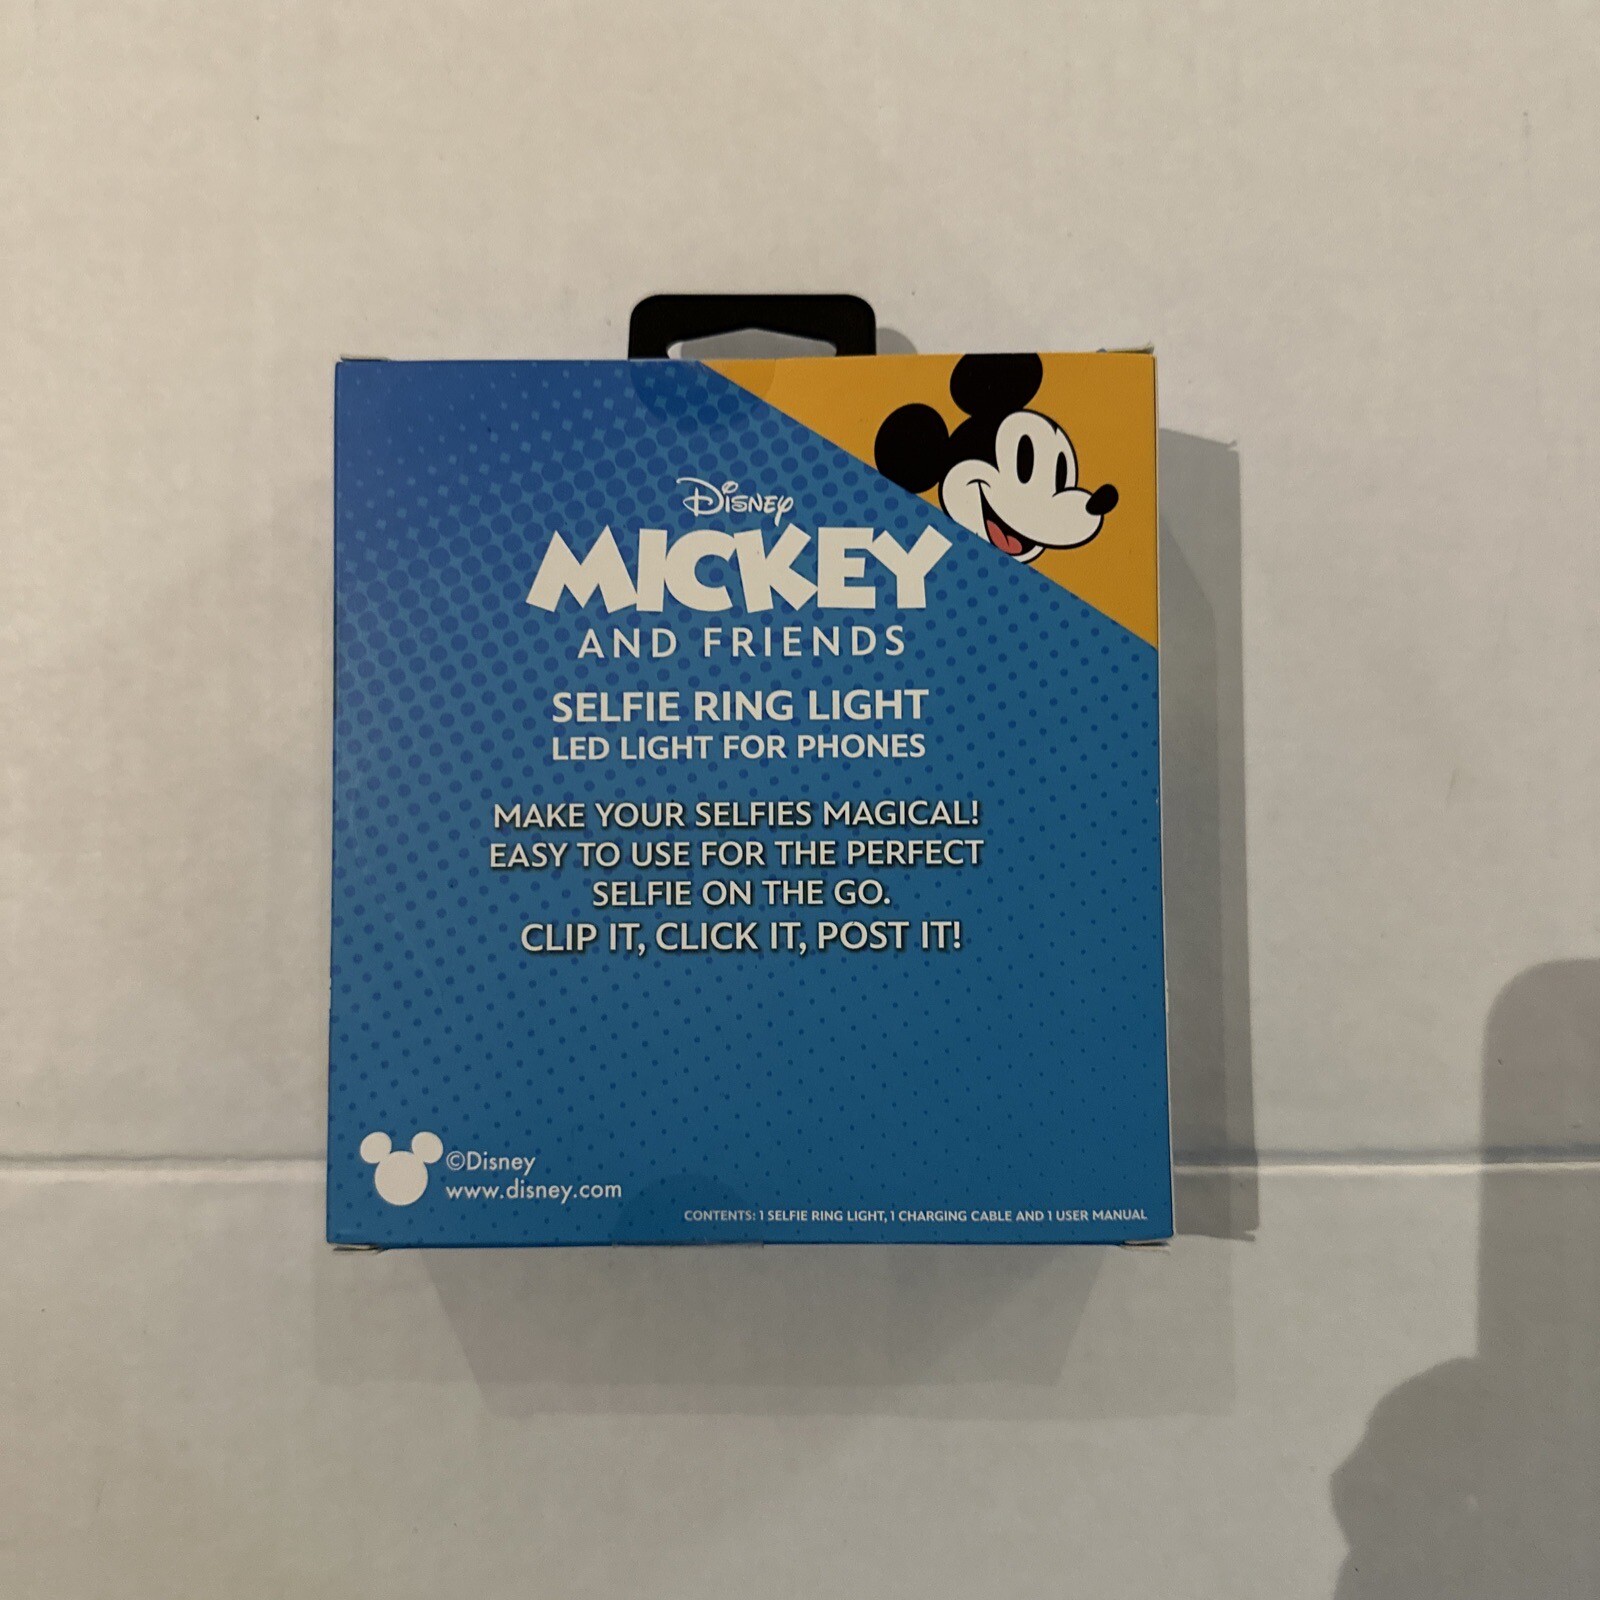 Disney
MICKEY
AND FRIENDS
SELFIE RING LIGHT
LED LIGHT FOR PHONES
MAKE YOUR SELFIES MAGICAL!
EASY TO USE FOR THE PERFECT
SELFIE ON THE GO.
CLIP IT, CLICK IT, POST IT!
©Disney
www.disney.com
CONTENTS: 1 SELFIE RING LIGHT, 1 CHARGING CABLE AND 1 USER MANUAL